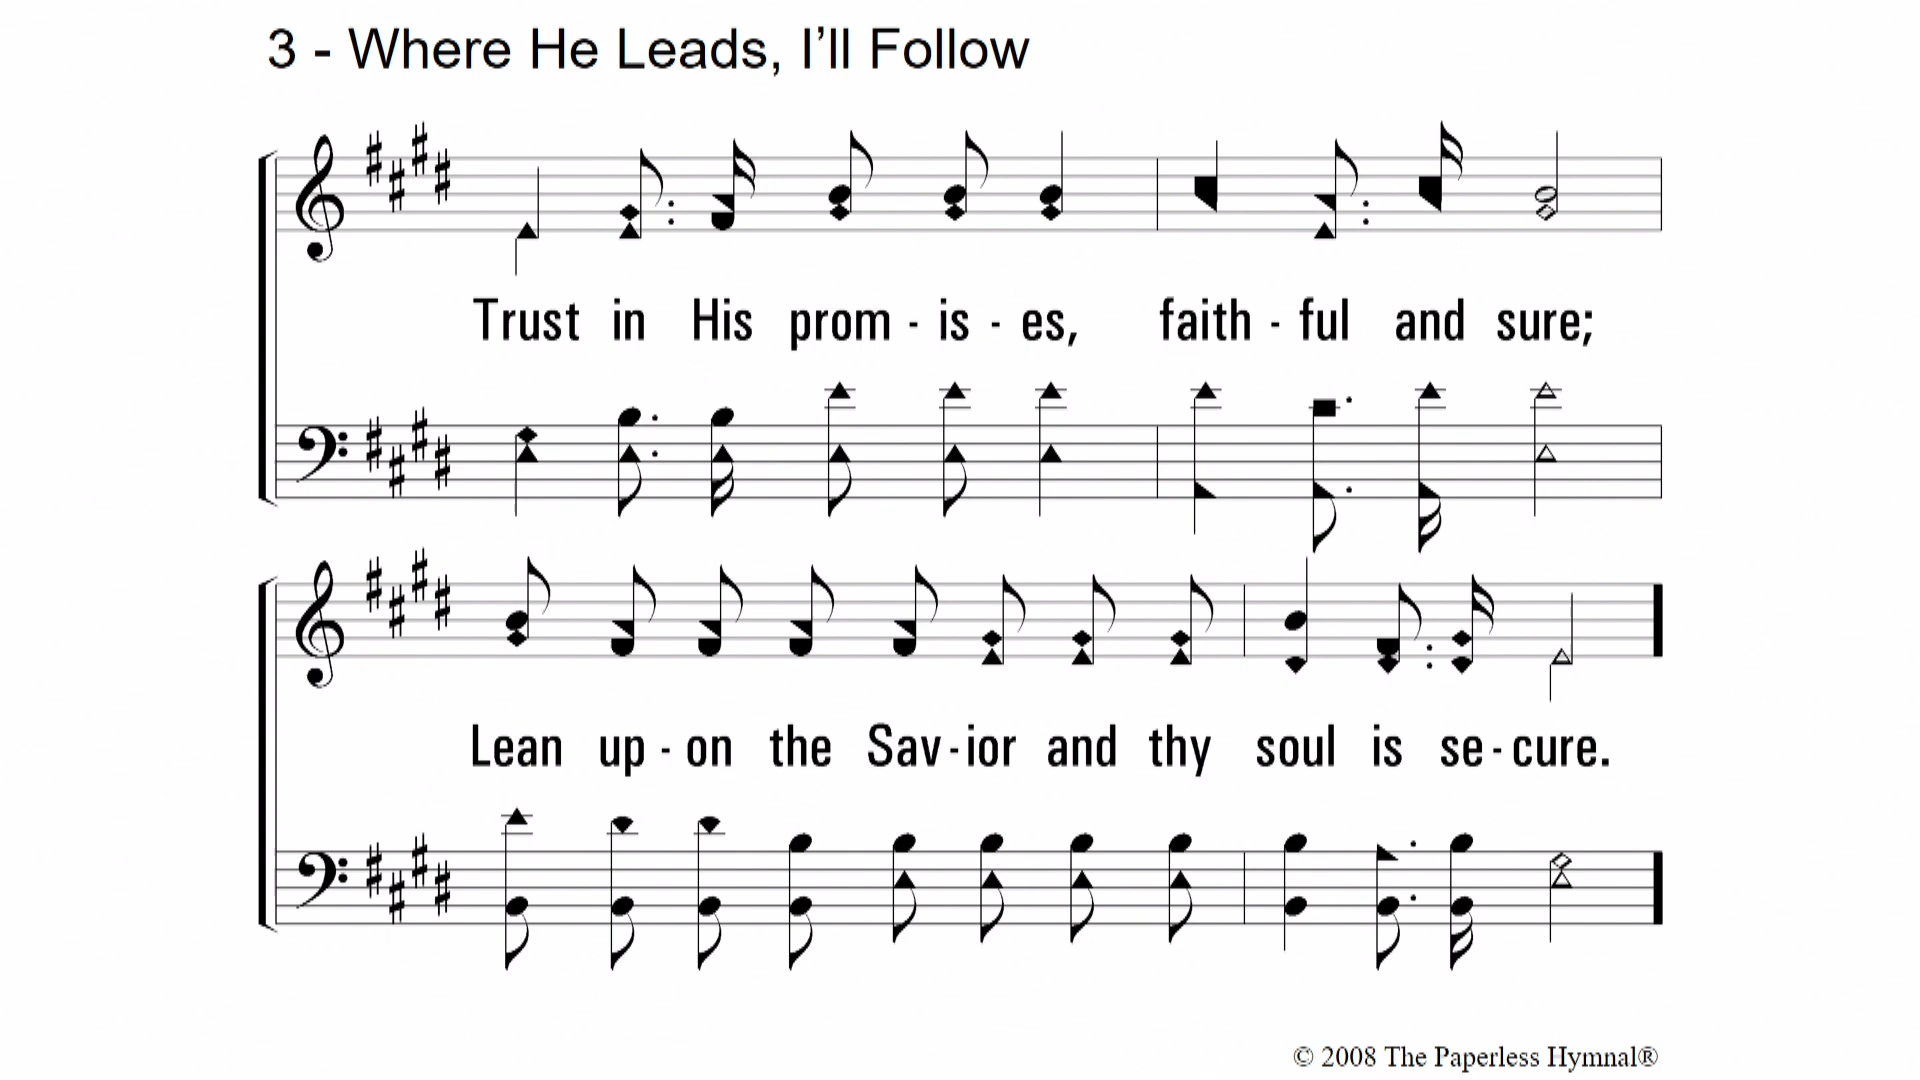 3 - Where He Leads, I'll Follow
Trust in His prom - is - es, faith - ful and sure;
Lean up - on the Sav - ior and thy soul is se - cure.
© 2008 The Paperless Hymnal®